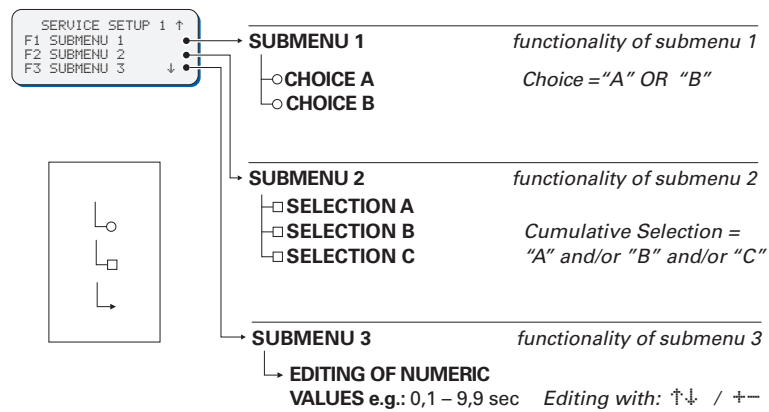 SERVICE SETUP 1 ↑
F1 SUBMENU 1
F2 SUBMENU 2
F3 SUBMENU 3 ↓
SUBMENU 1 functionality of submenu 1
CHOICE A Choice ="A" OR "B"
CHOICE B
SUBMENU 2 functionality of submenu 2
SELECTION A
SELECTION B Cumulative Selection =
SELECTION C "A" and/or "B" and/or "C"
SUBMENU 3 functionality of submenu 3
EDITING OF NUMERIC
VALUES e.g.: 0,1 – 9,9 sec Editing with: ↑↓ / +−